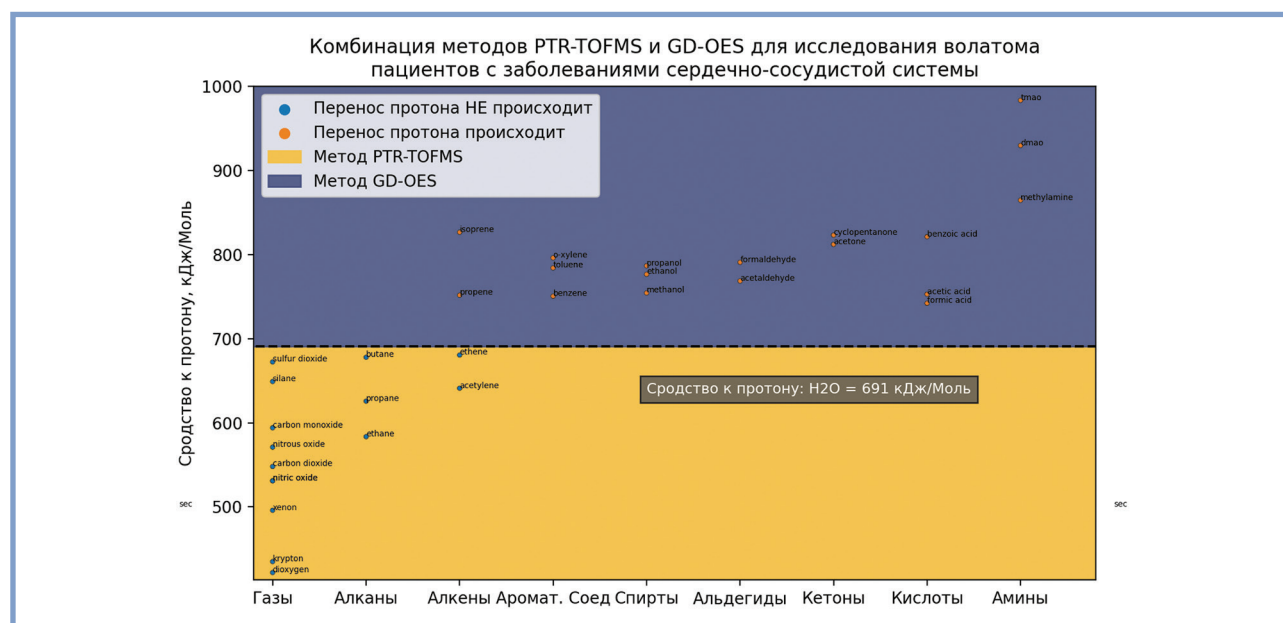 Комбинация методов PTR-TOFMS и GD-OES для исследования волатома
пациентов с заболеваниями сердечно-сосудистой системы
Сродство к протону, кДж/Моль
1000
900
800
700
600
500
Перенос протона НЕ происходит
Перенос протона происходит
Метод PTR-TOFMS
Метод GD-OES
tmao
dmao
methylamine
isoprene
cyclopentanone
acetone
benzoic acid
o-xylene
toluene
propanol
ethanol
formaldehyde
acetaldehyde
propene
benzene
methanol
acetic acid
formic acid
sulfur dioxide
butane
ethene
silane
acetylene
Сродство к протону: H2O = 691 кДж/Моль
propane
carbon monoxide
ethane
nitrous oxide
carbon dioxide
nitric oxide
sec
xenon
sec
krypton
dioxygen
Газы
Алканы
Алкены
Аромат. Соед
Спирты
Альдегиды
Кетоны
Кислоты
Амины